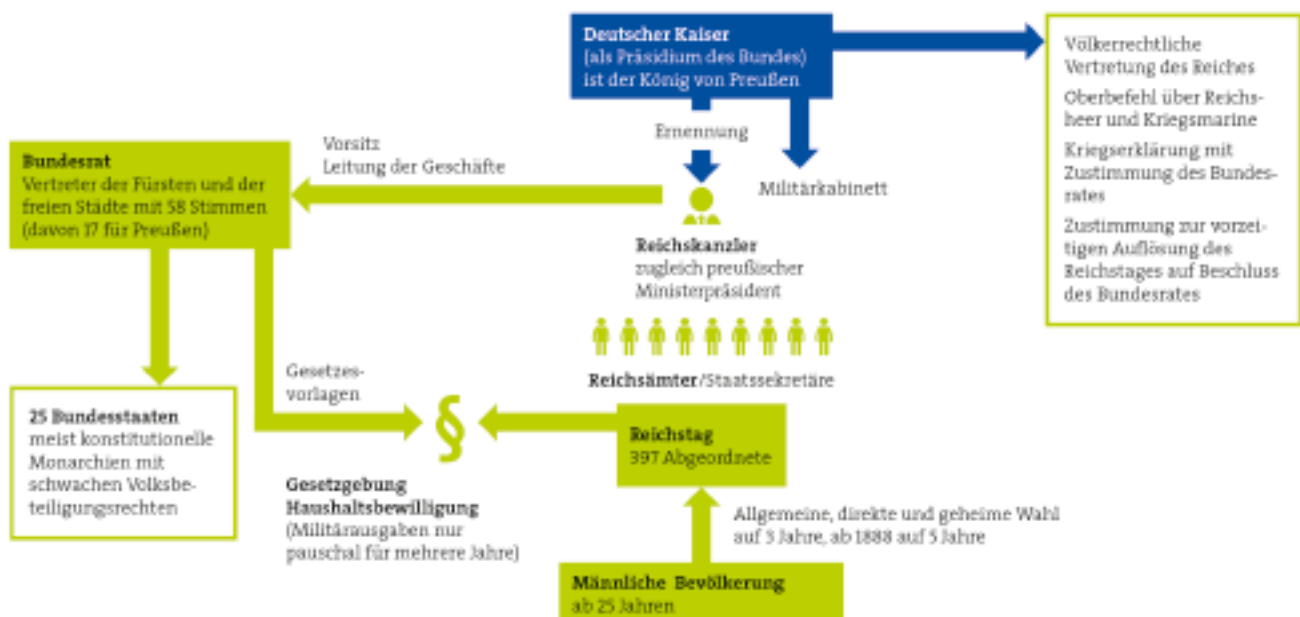 Deutscher Kaiser
(als Präsidium des Bundes)
ist der König von Preußen
Völkerrechtliche
Vertretung des Reiches
Oberbefehl über Reichs-
heer und Kriegsmarine
Kriegserklärung mit
Zustimmung des Bundes-
rates
Zustimmung zur vorzei-
tigen Auflösung des
Reichstages auf Beschluss
des Bundesrates
Ernennung
Militärkabinett
Vorsitz
Leitung der Geschäfte
Bundesrat
Vertreter der Fürsten und der
freien Städte mit 58 Stimmen
(davon 17 für Preußen)
Reichskanzler
zugleich preußischer
Ministerpräsident
Reichsämter/Staatssekretäre
Gesetzes-
vorlagen
25 Bundesstaaten
meist konstitutionelle
Monarchien mit
schwachen Volksbe-
teiligungsrechten
§
Gesetzgebung
Haushaltsbewilligung
(Militärausgaben nur
pauschal für mehrere Jahre)
Reichstag
397 Abgeordnete
Allgemeine, direkte und geheime Wahl
auf 3 Jahre, ab 1888 auf 5 Jahre
Männliche Bevölkerung
ab 25 Jahren